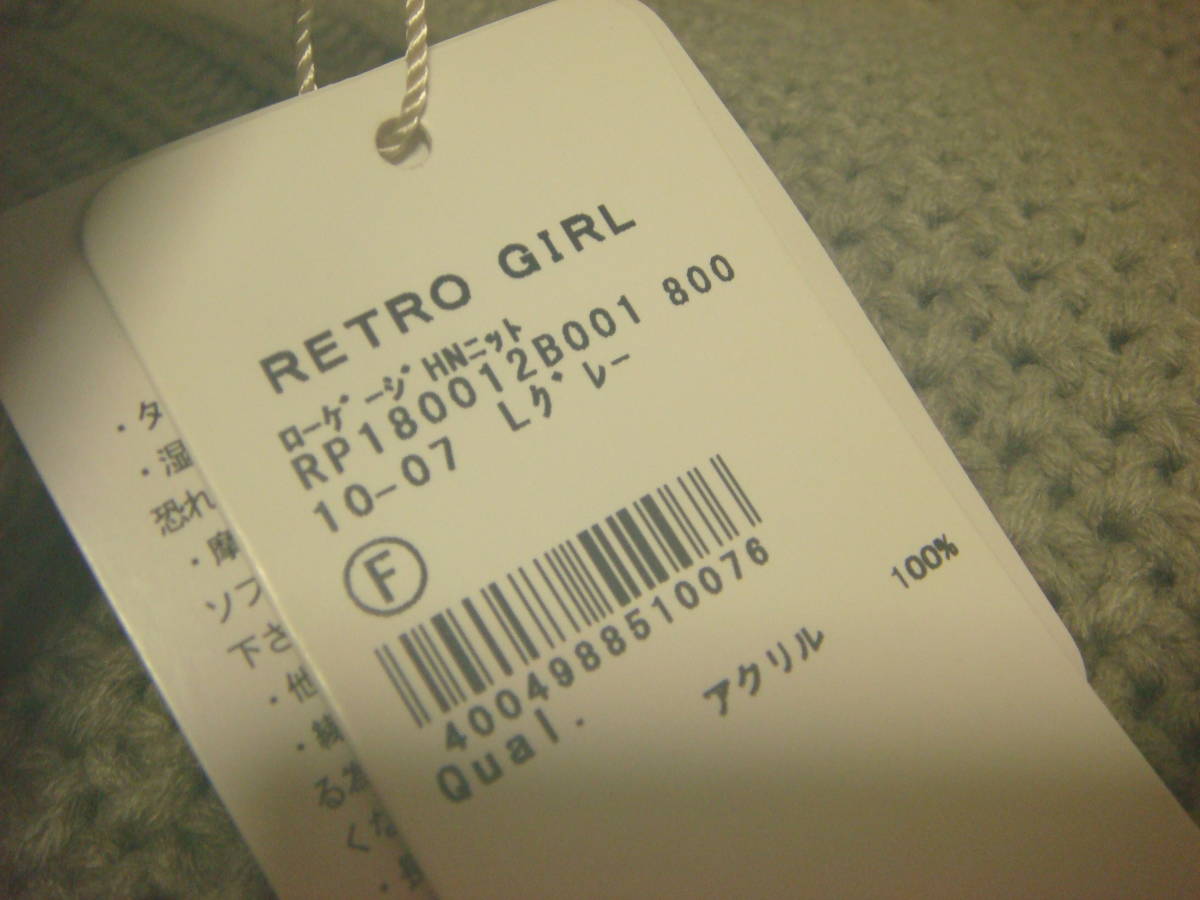 RETRO GIRL
ﾛｰｹﾞｰｼﾞHNﾆｯﾄ
RP180012B001 800
10-07 Lｸﾞﾚｰ
F
4004988510076
Qual. アクリル 100%
・タ
・湿
恐れ
・摩
ソフ
下さ
・他
・繰
る為
くな